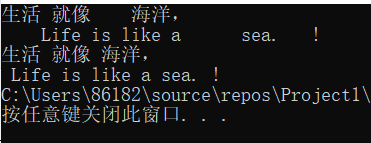 生活 就像    海洋，
    Life is like a      sea.   !
生活 就像 海洋，
 Life is like a sea. !
C:\Users\86182\source\repos\Project1\
按任意键关闭此窗口. . .